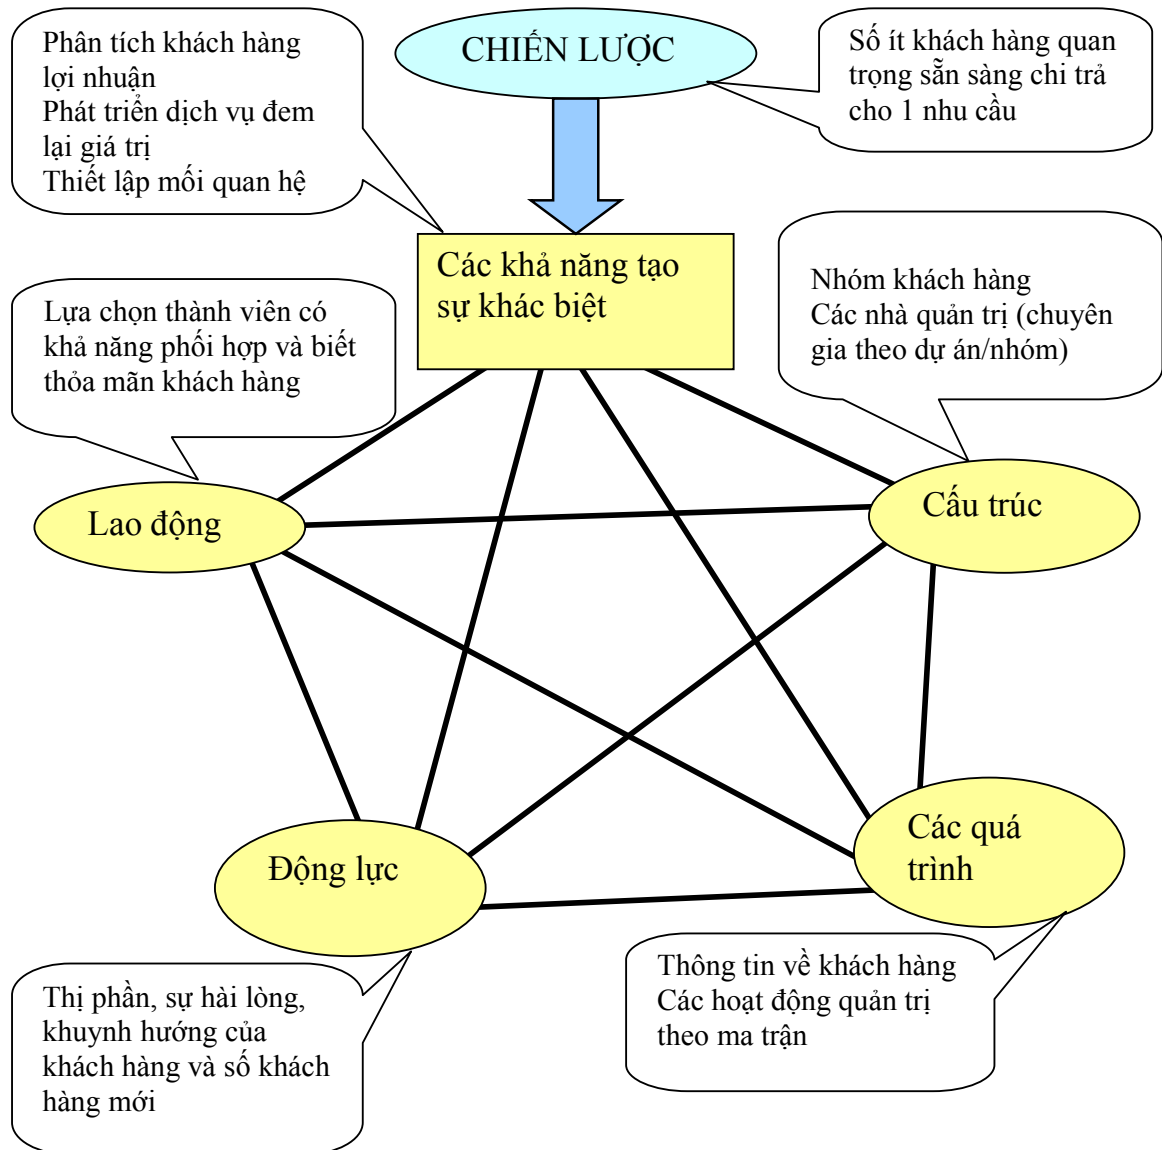 Phân tích khách hàng
lợi nhuận
Phát triển dịch vụ đem
lại giá trị
Thiết lập mối quan hệ
CHIẾN LƯỢC
Số ít khách hàng quan
trọng sẵn sàng chi trả
cho 1 nhu cầu
Các khả năng tạo
sự khác biệt
Nhóm khách hàng
Các nhà quản trị (chuyên
gia theo dự án/nhóm)
Lựa chọn thành viên có
khả năng phối hợp và biết
thỏa mãn khách hàng
Lao động
Cấu trúc
Động lực
Các quá
trình
Thị phần, sự hài lòng,
khuynh hướng của
khách hàng và số khách
hàng mới
Thông tin về khách hàng
Các hoạt động quản trị
theo ma trận